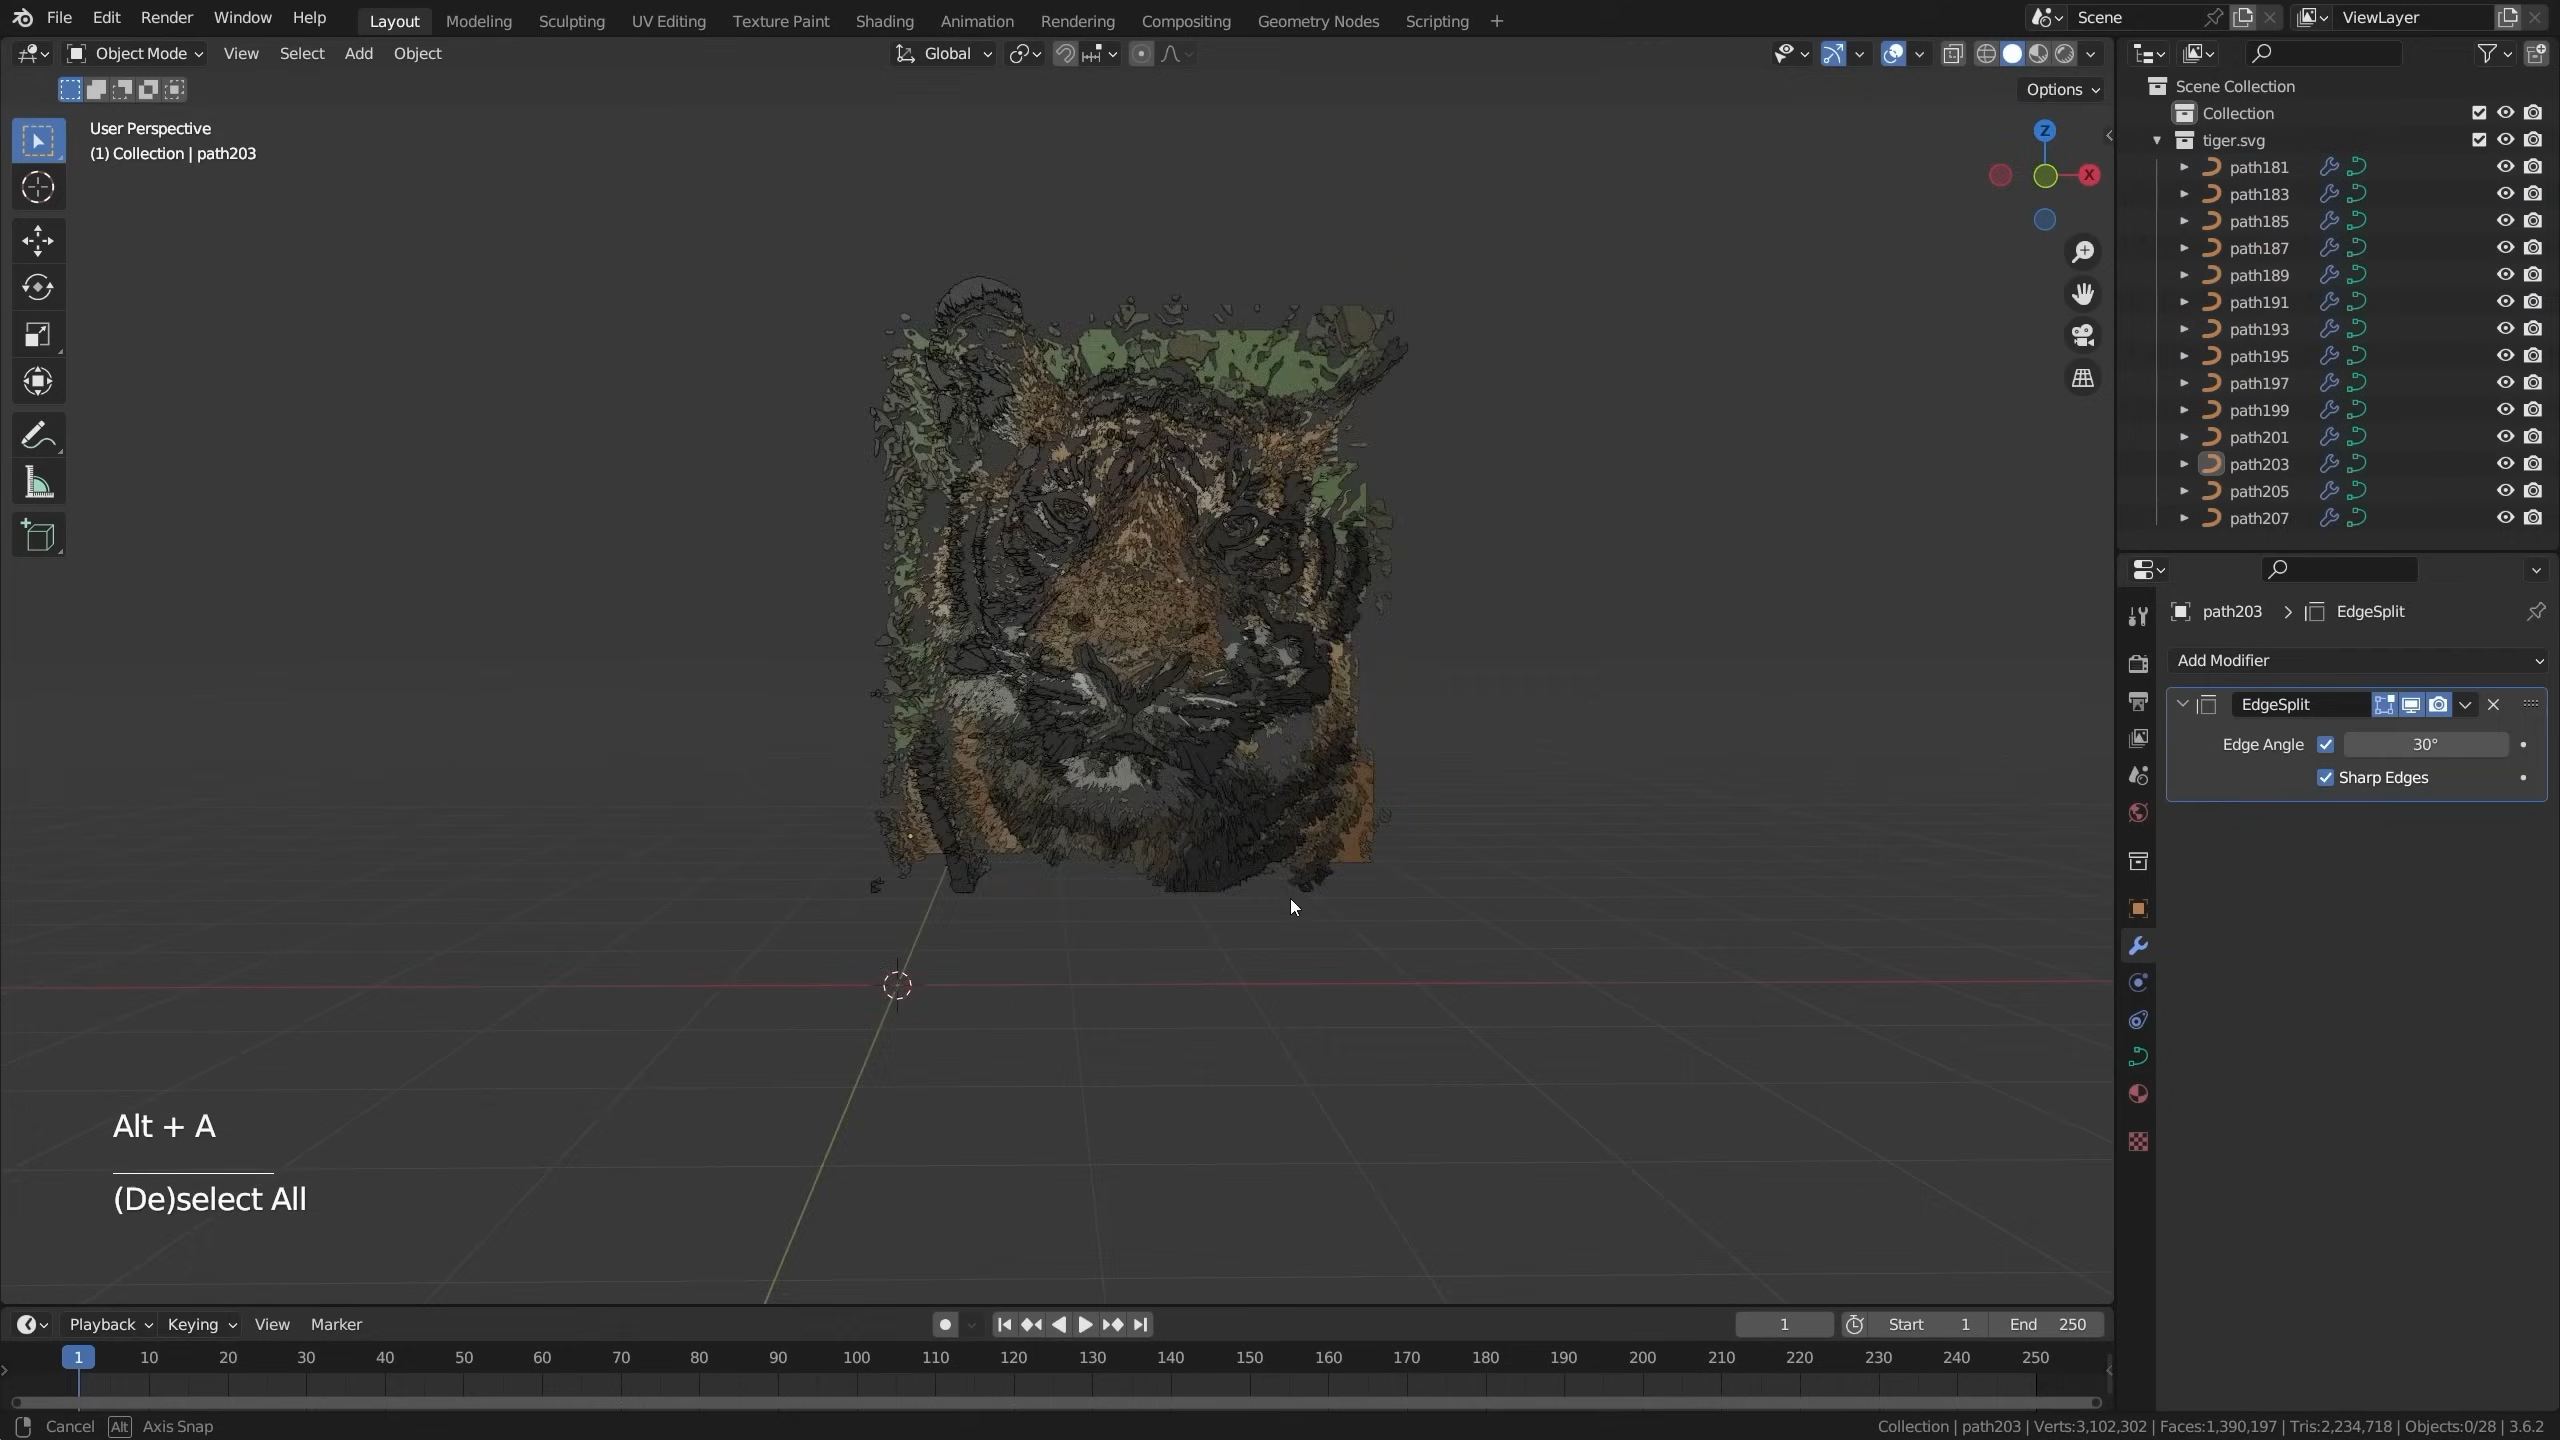 File Edit Render Window Help Layout Modeling Sculpting UV Editing Texture Paint Shading Animation Rendering Compositing Geometry Nodes Scripting + Scene ViewLayer
Object Mode View Select Add Object Global
Options
User Perspective
(1) Collection | path203
Z
X
Scene Collection
Collection
tiger.svg
path181
path183
path185
path187
path189
path191
path193
path195
path197
path199
path201
path203
path205
path207
path203 > EdgeSplit
Add Modifier
EdgeSplit
Edge Angle 30°
Sharp Edges
Alt + A
(De)select All
Playback Keying View Marker 1 Start 1 End 250
1 10 20 30 40 50 60 70 80 90 100 110 120 130 140 150 160 170 180 190 200 210 220 230 240 250
Cancel Alt Axis Snap Collection | path203 | Verts:3,102,302 | Faces:1,390,197 | Tris:2,234,718 | Objects:0/28 | 3.6.2